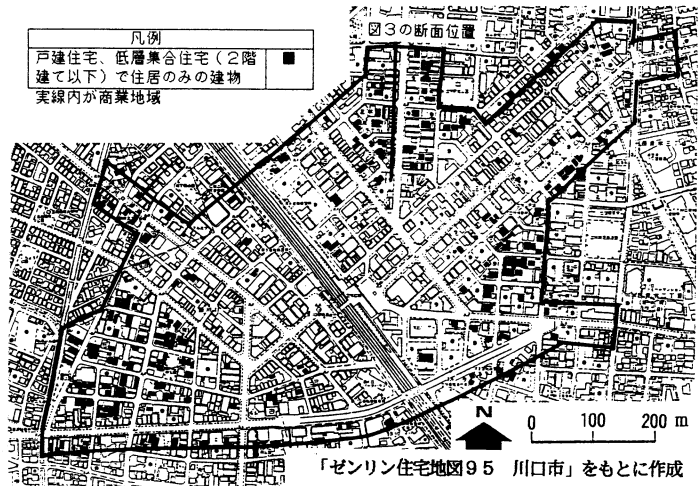 凡例
戸建住宅、低層集合住宅（２階
建て以下）で住居のみの建物
実線内が商業地域
図３の断面位置
N
0 100 200 m
「ゼンリン住宅地図９５ 川口市」をもとに作成